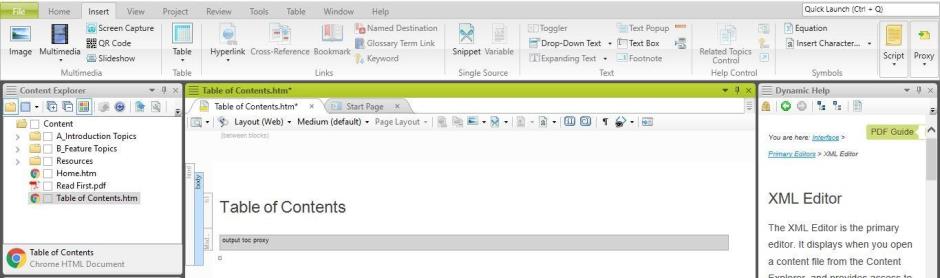 File Home Insert View Project Review Tools Table Window Help Quick Launch (Ctrl + Q)
Image Multimedia Screen Capture QR Code Slideshow
Multimedia
Table
Table
Hyperlink Cross-Reference Bookmark Named Destination Glossary Term Link Keyword
Links
Snippet Variable
Single Source
Toggler Drop-Down Text Expanding Text Text Popup Text Box Footnote
Text
Related Topics Control
Help Control
Equation Insert Character...
Symbols
Script Proxy
Content Explorer
Content
A_Introduction Topics
B_Feature Topics
Resources
Home.htm
Read First.pdf
Table of Contents.htm
Table of Contents
Chrome HTML Document
Table of Contents.htm*
Table of Contents.htm* Start Page
Layout (Web) Medium (default) Page Layout
(between blocks)
html body h1
Table of Contents
output toc proxy
Dynamic Help
PDF Guide
You are here: Interface >
Primary Editors > XML Editor
XML Editor
The XML Editor is the primary
editor. It displays when you open
a content file from the Content
Explorer, and provides access to